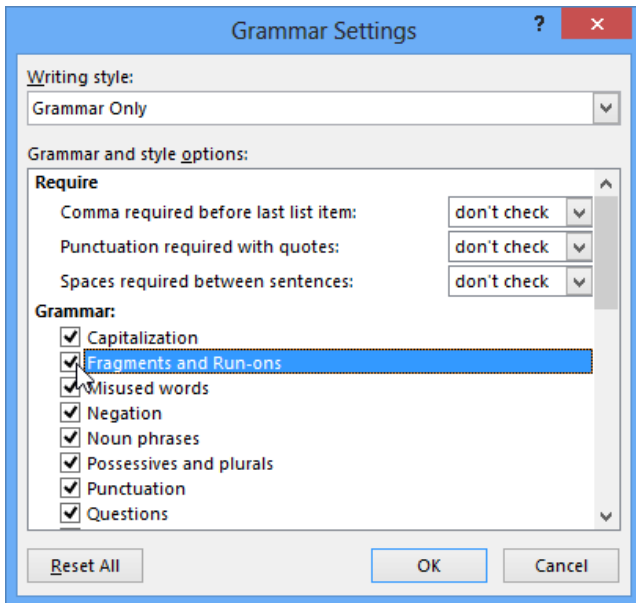 Grammar Settings
?
Writing style:
Grammar Only
Grammar and style options:
Require
Comma required before last list item: don't check
Punctuation required with quotes: don't check
Spaces required between sentences: don't check
Grammar:
Capitalization
Fragments and Run-ons
Misused words
Negation
Noun phrases
Possessives and plurals
Punctuation
Questions
Reset All OK Cancel